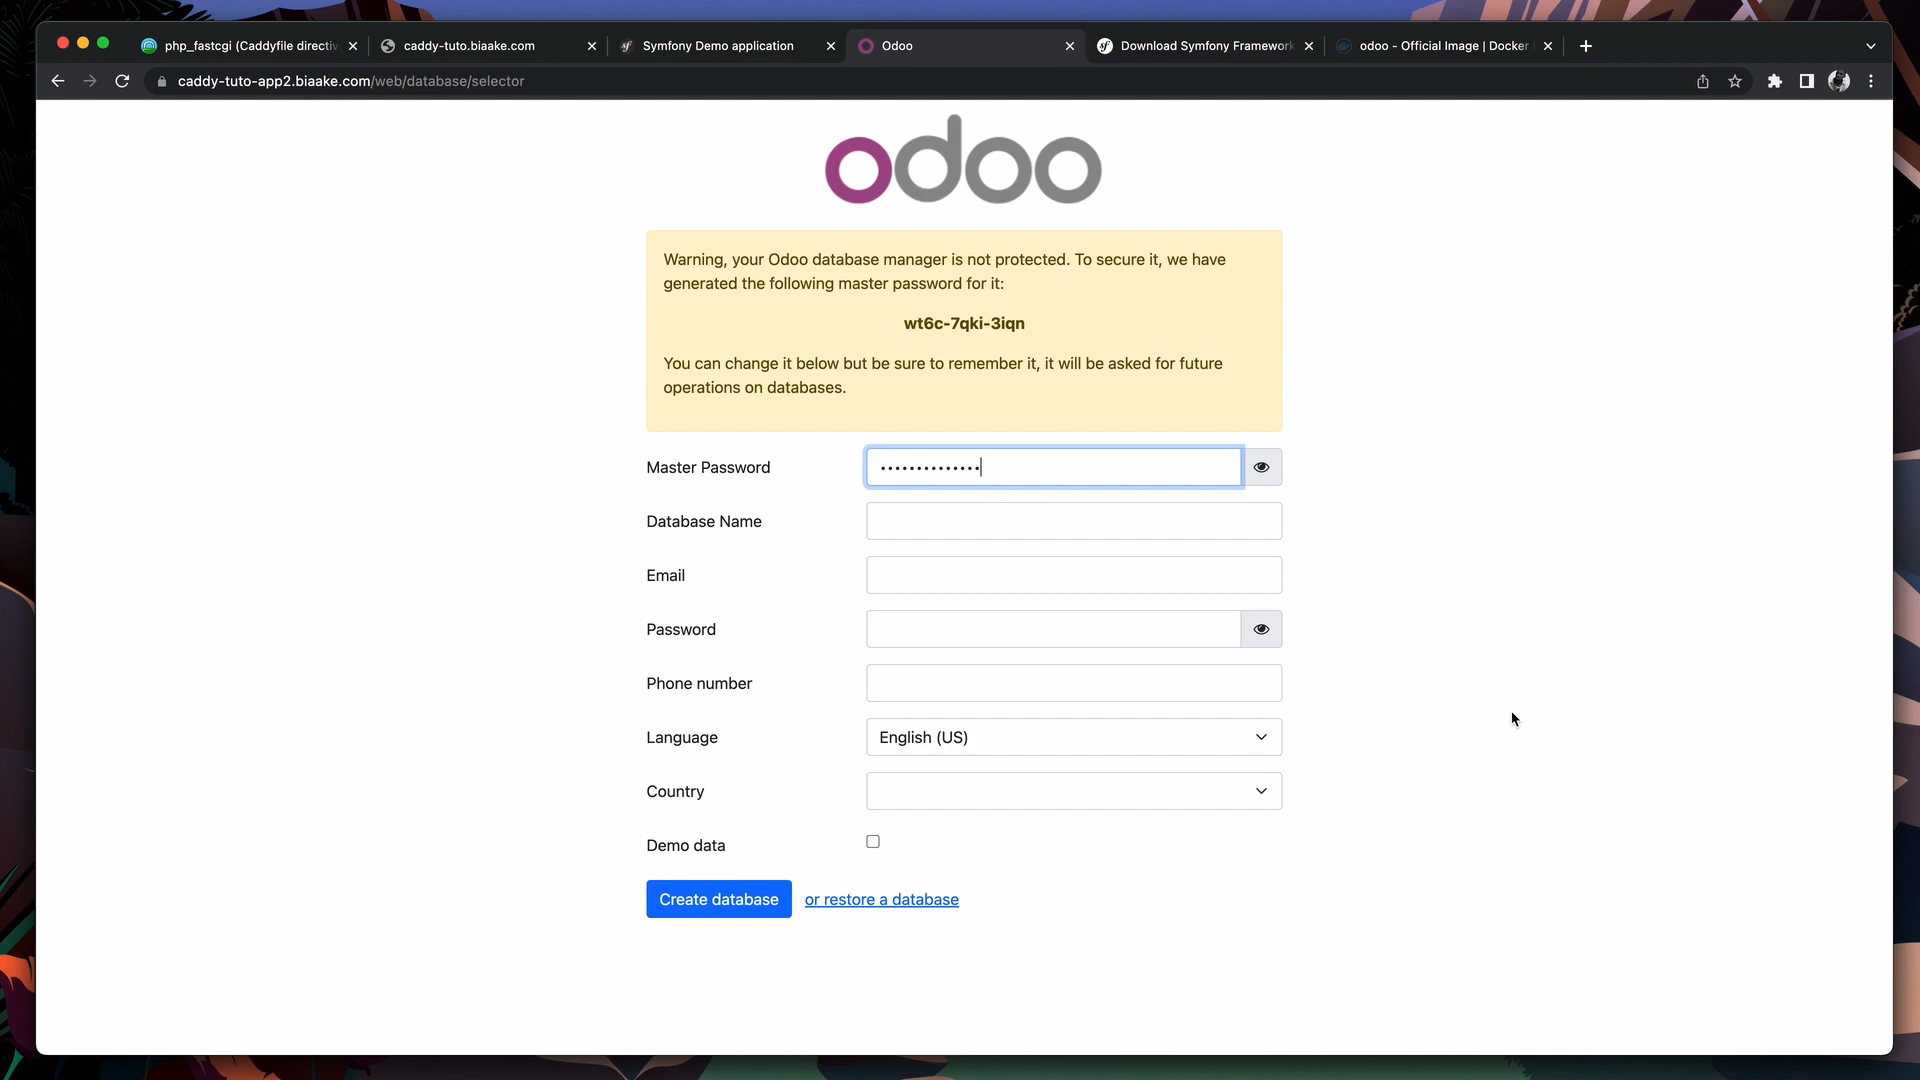 php_fastcgi (Caddyfile directiv
caddy-tuto.biaake.com
Symfony Demo application
Odoo
Download Symfony Framework
odoo - Official Image | Docker
caddy-tuto-app2.biaake.com/web/database/selector
odoo
Warning, your Odoo database manager is not protected. To secure it, we have
generated the following master password for it:
wt6c-7qki-3iqn
You can change it below but be sure to remember it, it will be asked for future
operations on databases.
Master Password
Database Name
Email
Password
Phone number
Language
English (US)
Country
Demo data
Create database
or restore a database